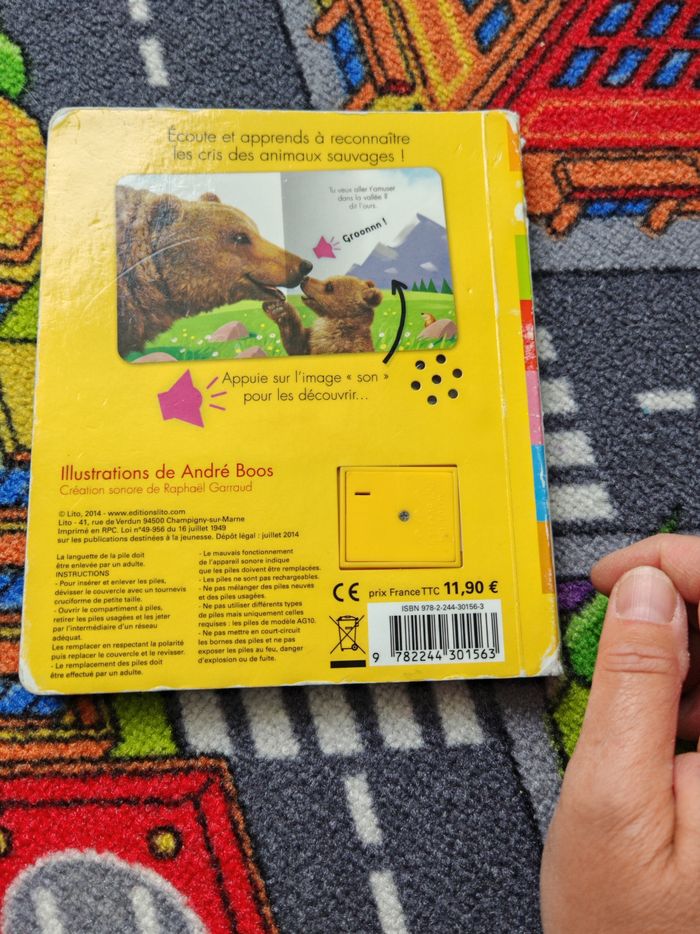 Écoute et apprends à reconnaître
les cris des animaux sauvages !
Tu veux aller t'amuser
dans la vallée ?
dit l'ours.
Groonnn !
Appuie sur l'image « son »
pour les découvrir...
Illustrations de André Boos
Création sonore de Raphaël Garraud
© Lito, 2014 - www.editionslito.com
Lito - 41, rue de Verdun 94500 Champigny-sur-Marne
Imprimé en RPC. Loi n°49-956 du 16 juillet 1949
sur les publications destinées à la jeunesse. Dépôt légal : juillet 2014
La languette de la pile doit
être enlevée par un adulte.
INSTRUCTIONS
- Pour insérer et enlever les piles,
dévisser le couvercle avec un tournevis
cruciforme de petite taille.
- Ouvrir le compartiment à piles,
retirer les piles usagées et les jeter
par l'intermédiaire d'un réseau
adéquat.
Les remplacer en respectant la polarité
puis replacer le couvercle et le revisser.
- Le remplacement des piles doit
être effectué par un adulte.
- Le mauvais fonctionnement
de l'appareil sonore indique
que les piles doivent être remplacées.
- Les piles ne sont pas rechargeables.
- Ne pas mélanger des piles neuves
et des piles usagées.
- Ne pas utiliser différents types
de piles mais uniquement celles
requises : les piles de modèle AG10.
- Ne pas mettre en court-circuit
les bornes des piles et ne pas
exposer les piles au feu, danger
d'explosion ou de fuite.
CE prix France TTC 11,90 €
ISBN 978-2-244-30156-3
9 782244 301563